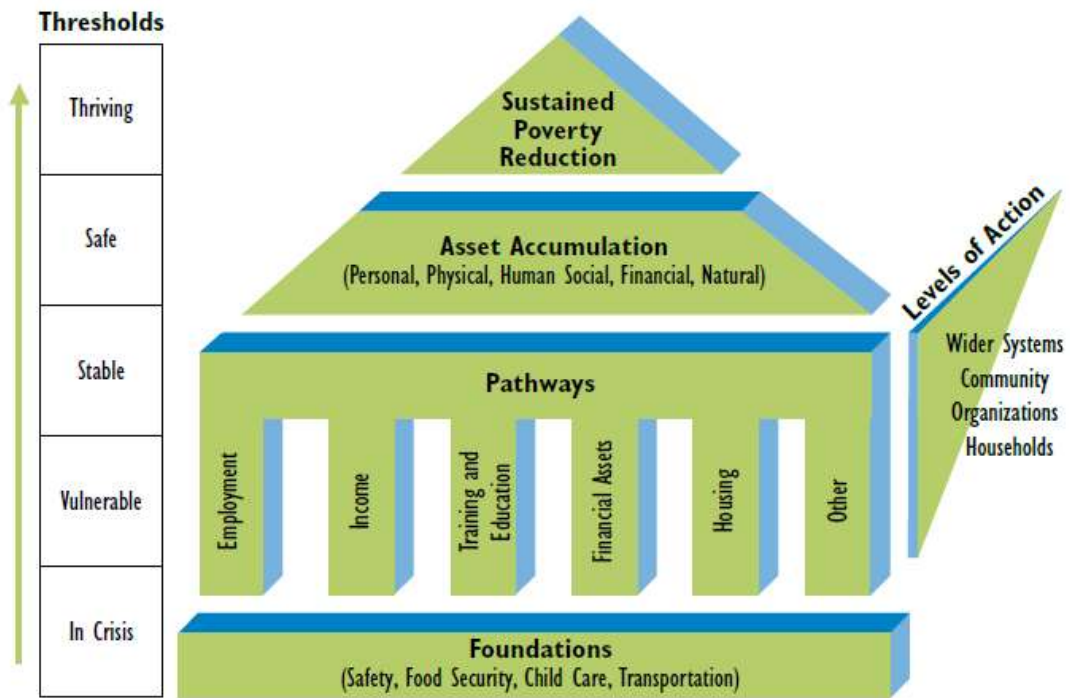 Thresholds
Thriving
Safe
Stable
Vulnerable
In Crisis
Sustained
Poverty
Reduction
Asset Accumulation
(Personal, Physical, Human Social, Financial, Natural)
Pathways
Employment
Income
Training and
Education
Financial Assets
Housing
Other
Foundations
(Safety, Food Security, Child Care, Transportation)
Levels of Action
Wider Systems
Community
Organizations
Households